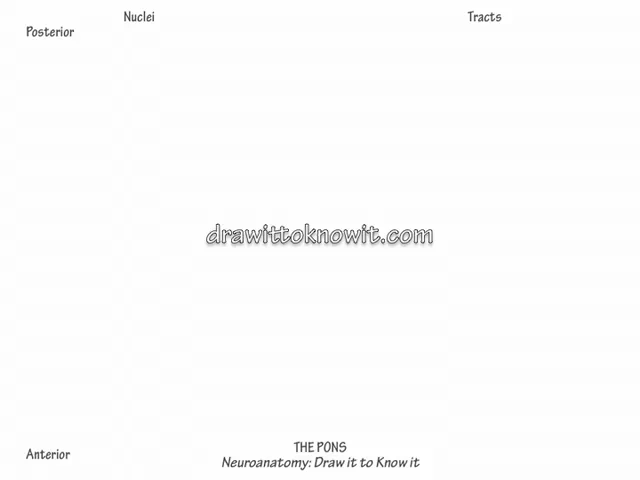 Nuclei
Tracts
Posterior
drawittoknowit.com
Anterior
THE PONS
Neuroanatomy: Draw it to Know it